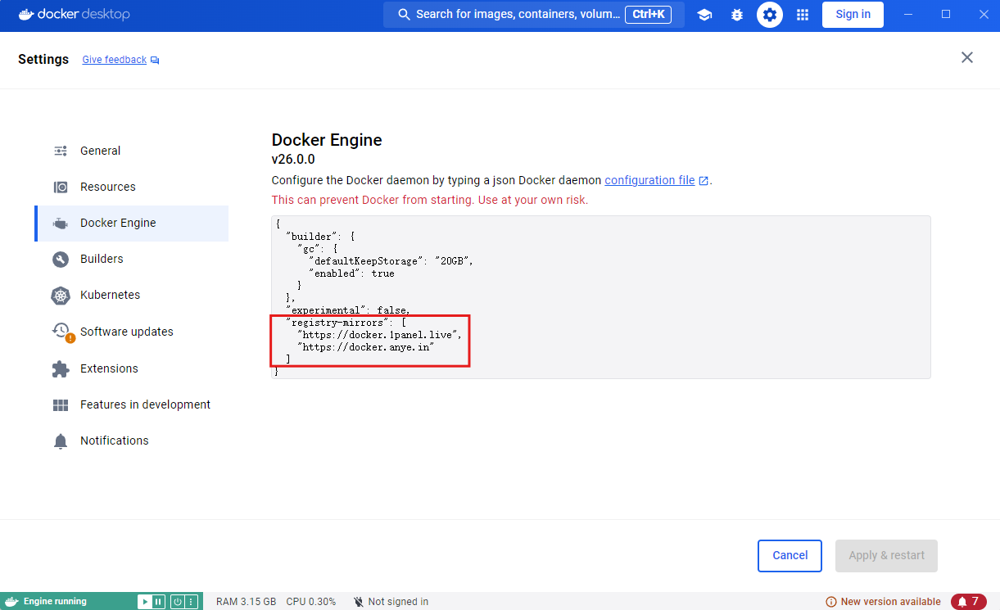 docker desktop
Search for images, containers, volum... Ctrl+K
Sign in
Settings
Give feedback
General
Resources
Docker Engine
Builders
Kubernetes
Software updates
Extensions
Features in development
Notifications
Docker Engine
v26.0.0
Configure the Docker daemon by typing a json Docker daemon configuration file.
This can prevent Docker from starting. Use at your own risk.
{
  "builder": {
    "gc": {
      "defaultKeepStorage": "20GB",
      "enabled": true
    }
  },
  "experimental": false,
  "registry-mirrors": [
    "https://docker.1panel.live",
    "https://docker.anye.in"
  ]
}
Cancel
Apply & restart
Engine running
RAM 3.15 GB CPU 0.30%
Not signed in
New version available
7